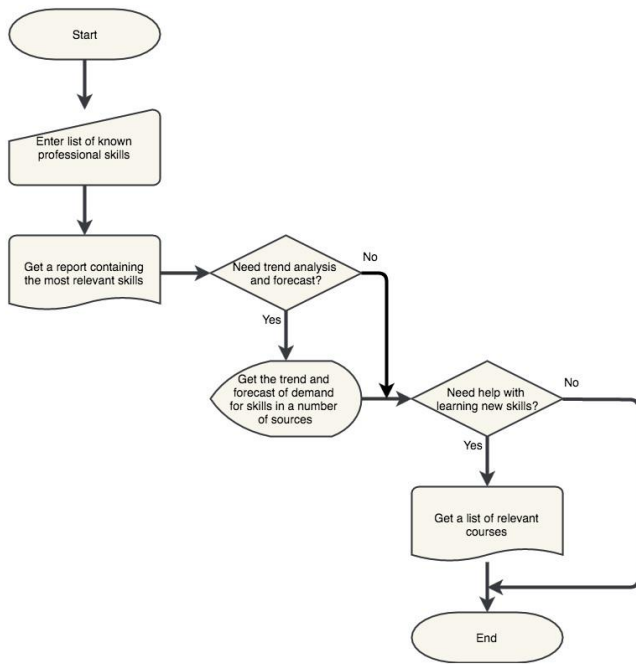 Start
Enter list of known
professional skills
Get a report containing
the most relevant skills
Need trend analysis
and forecast?
No
Yes
Get the trend and
forecast of demand
for skills in a number
of sources
Need help with
learning new skills?
No
Yes
Get a list of relevant
courses
End